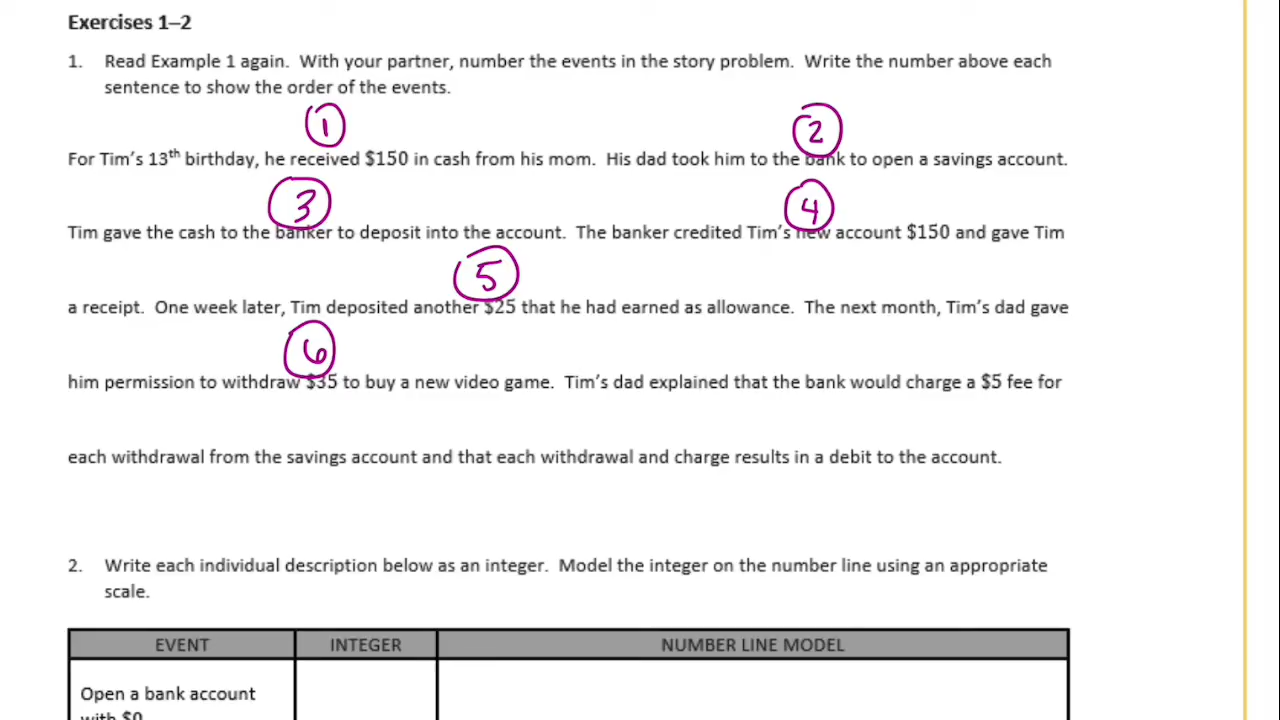 Exercises 1–2
1. Read Example 1 again. With your partner, number the events in the story problem. Write the number above each
sentence to show the order of the events.
1 2
For Tim's 13th birthday, he received $150 in cash from his mom. His dad took him to the bank to open a savings account.
3 4
Tim gave the cash to the banker to deposit into the account. The banker credited Tim's new account $150 and gave Tim
5
a receipt. One week later, Tim deposited another $25 that he had earned as allowance. The next month, Tim's dad gave
6
him permission to withdraw $35 to buy a new video game. Tim's dad explained that the bank would charge a $5 fee for
each withdrawal from the savings account and that each withdrawal and charge results in a debit to the account.
2. Write each individual description below as an integer. Model the integer on the number line using an appropriate
scale.
EVENT INTEGER NUMBER LINE MODEL
Open a bank account
with $0